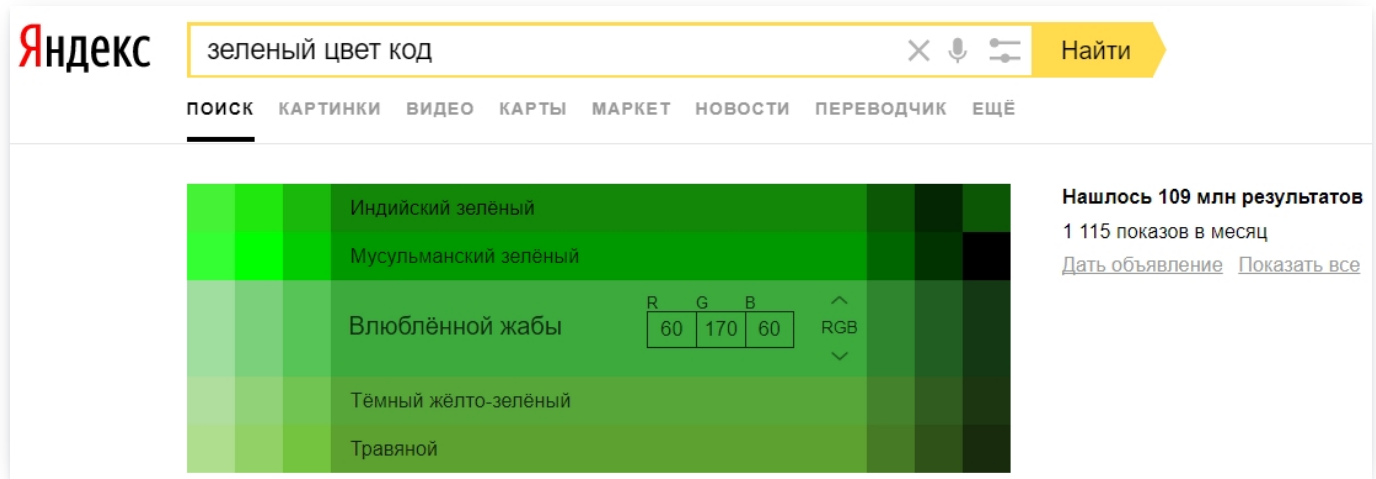 Яндекс
зеленый цвет код
Найти
ПОИСК КАРТИНКИ ВИДЕО КАРТЫ МАРКЕТ НОВОСТИ ПЕРЕВОДЧИК ЕЩЁ
Индийский зелёный
Мусульманский зелёный
Влюблённой жабы
R G B
60 170 60
RGB
Тёмный жёлто-зелёный
Травяной
Нашлось 109 млн результатов
1 115 показов в месяц
Дать объявление Показать все